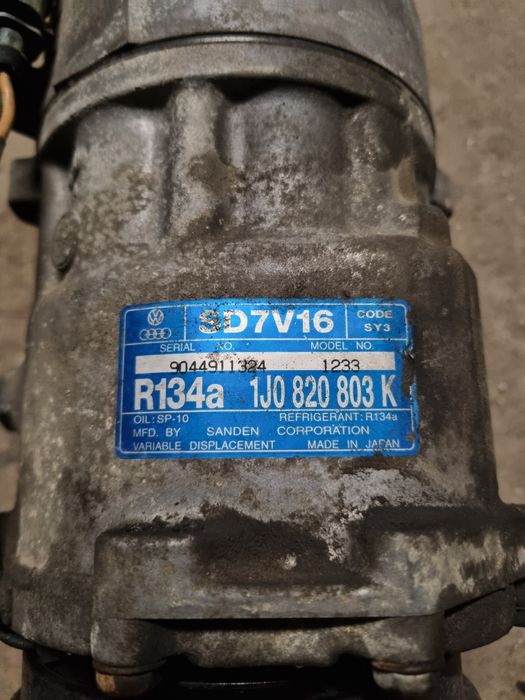 SD7V16
CODE
SY3
SERIAL NO.
MODEL NO.
9044911324
1233
R134a 1J0 820 803 K
OIL: SP-10
REFRIGERANT: R134a
MFD. BY SANDEN CORPORATION
VARIABLE DISPLACEMENT MADE IN JAPAN